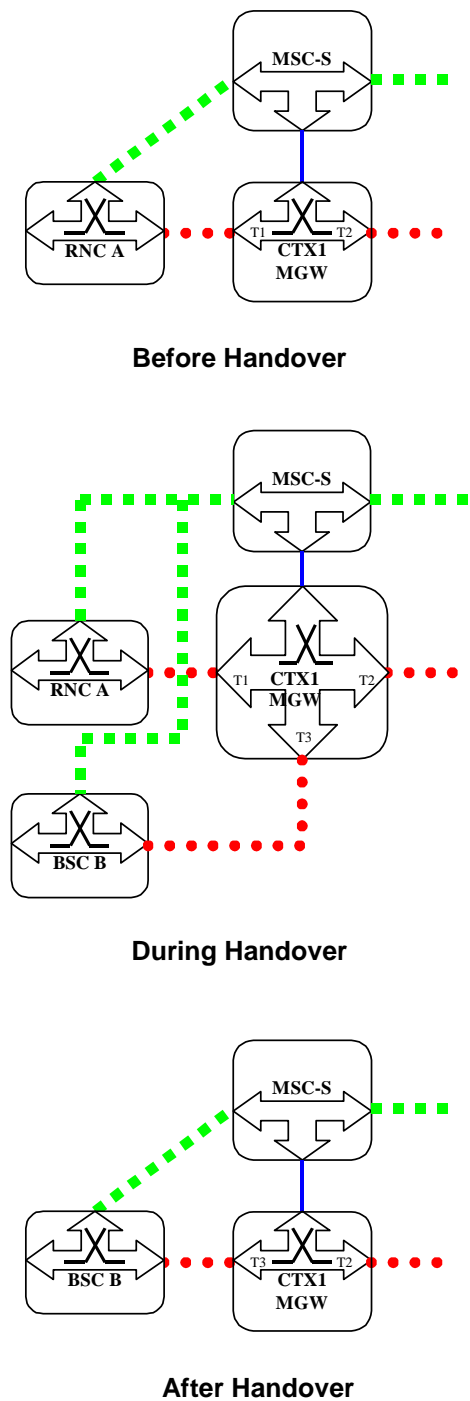 MSC-S
RNC A
T1
T2
CTX1
MGW
Before Handover
MSC-S
RNC A
T1
CTX1
MGW
T2
T3
BSC B
During Handover
MSC-S
BSC B
T3
T2
CTX1
MGW
After Handover